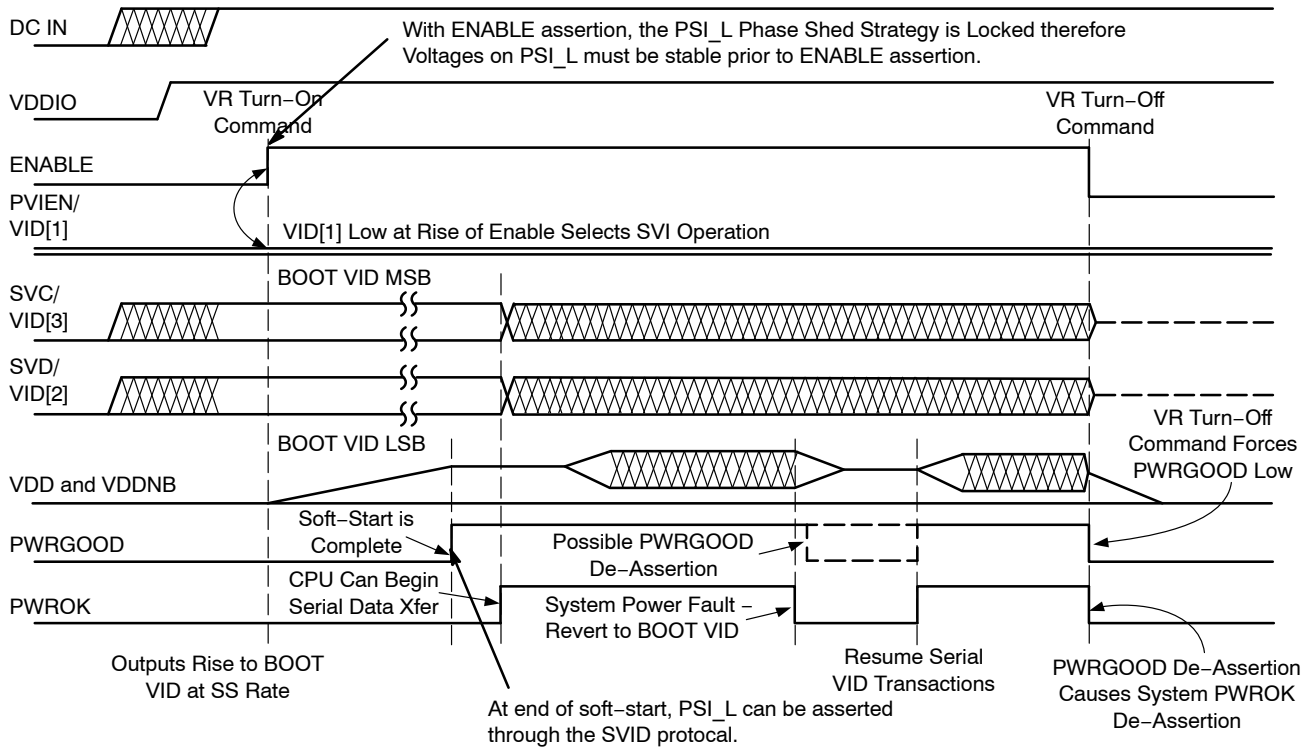 DC IN
With ENABLE assertion, the PSI_L Phase Shed Strategy is Locked therefore
Voltages on PSI_L must be stable prior to ENABLE assertion.
VDDIO
VR Turn−On
Command
VR Turn−Off
Command
ENABLE
PVIEN/
VID[1]
VID[1] Low at Rise of Enable Selects SVI Operation
BOOT VID MSB
SVC/
VID[3]
SVD/
VID[2]
BOOT VID LSB
VR Turn−Off
Command Forces
PWRGOOD Low
VDD and VDDNB
Soft−Start is
Complete
PWRGOOD
Possible PWRGOOD
De−Assertion
CPU Can Begin
Serial Data Xfer
PWROK
System Power Fault −
Revert to BOOT VID
Outputs Rise to BOOT
VID at SS Rate
Resume Serial
VID Transactions
PWRGOOD De−Assertion
Causes System PWROK
De−Assertion
At end of soft−start, PSI_L can be asserted
through the SVID protocal.